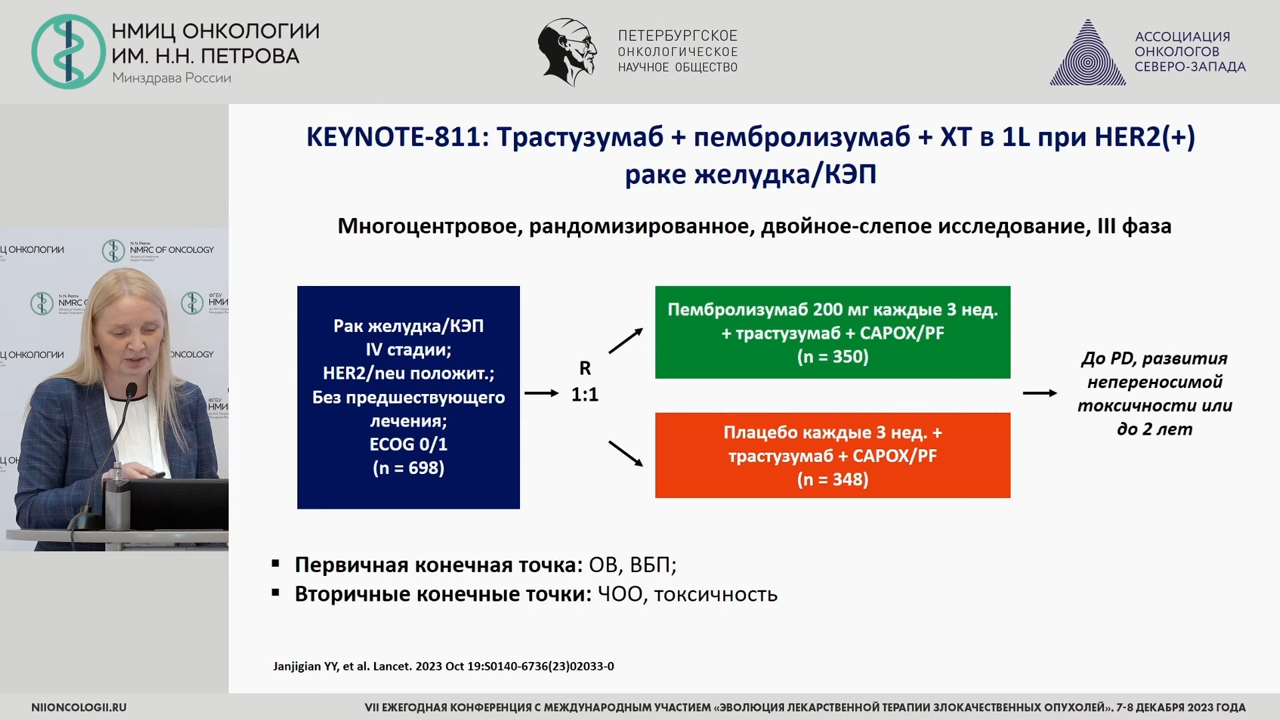 НМИЦ ОНКОЛОГИИ
ИМ. Н.Н. ПЕТРОВА
Минздрава России
ПЕТЕРБУРГСКОЕ
ОНКОЛОГИЧЕСКОЕ
НАУЧНОЕ ОБЩЕСТВО
АССОЦИАЦИЯ
ОНКОЛОГОВ
СЕВЕРО-ЗАПАДА
KEYNOTE-811: Трастузумаб + пембролизумаб + ХТ в 1L при HER2(+)
раке желудка/КЭП
Многоцентровое, рандомизированное, двойное-слепое исследование, III фаза
Рак желудка/КЭП
IV стадии;
HER2/neu положит.;
Без предшествующего
лечения;
ECOG 0/1
(n = 698)
R
1:1
Пембролизумаб 200 мг каждые 3 нед.
+ трастузумаб + CAPOX/PF
(n = 350)
Плацебо каждые 3 нед. +
трастузумаб + CAPOX/PF
(n = 348)
До PD, развития
непереносимой
токсичности или
до 2 лет
▪ Первичная конечная точка: ОВ, ВБП;
▪ Вторичные конечные точки: ЧОО, токсичность
Janjigian YY, et al. Lancet. 2023 Oct 19:S0140-6736(23)02033-0
Ц ОНКОЛОГИИ
NMRC OF ONCOLOGY
NMRC
ФГБУ
НМИ
ОНКОЛОГИИ
ONCOLOGY
NIIONCOLOGII.RU
VII ЕЖЕГОДНАЯ КОНФЕРЕНЦИЯ С МЕЖДУНАРОДНЫМ УЧАСТИЕМ «ЭВОЛЮЦИЯ ЛЕКАРСТВЕННОЙ ТЕРАПИИ ЗЛОКАЧЕСТВЕННЫХ ОПУХОЛЕЙ». 7-8 ДЕКАБРЯ 2023 ГОДА